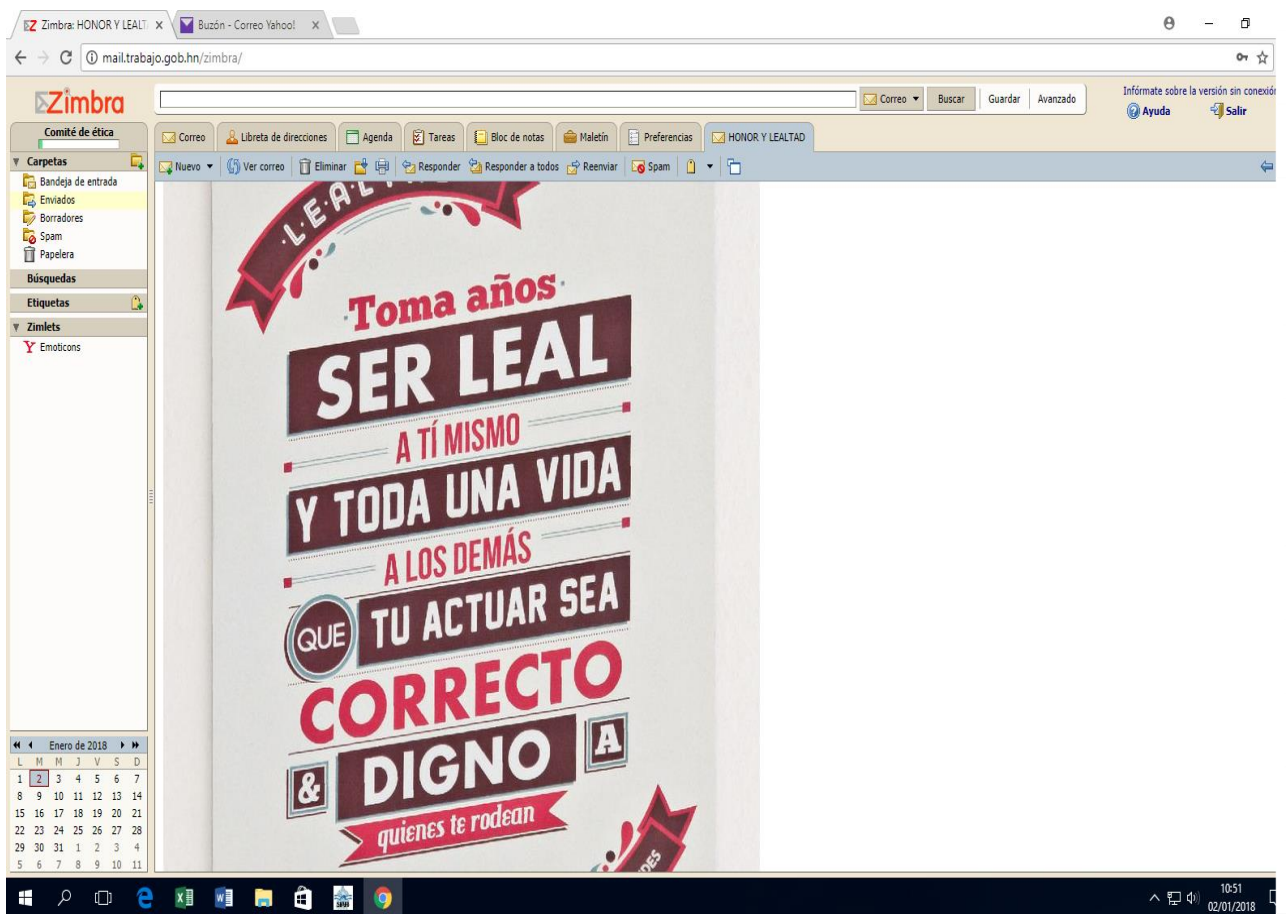 Zimbra: HONOR Y LEALT
Buzón - Correo Yahoo!
mail.trabajo.gob.hn/zimbra/
Zimbra
Correo
Buscar
Guardar
Avanzado
Infórmate sobre la versión sin conexión
Ayuda
Salir
Comité de ética
Correo
Libreta de direcciones
Agenda
Tareas
Bloc de notas
Maletín
Preferencias
HONOR Y LEALTAD
Carpetas
Nuevo
Ver correo
Eliminar
Responder
Responder a todos
Reenviar
Spam
Bandeja de entrada
Enviados
Borradores
Spam
Papelera
Búsquedas
Etiquetas
Zimlets
Emoticons
Toma años
SER LEAL
A TÍ MISMO
Y TODA UNA VIDA
A LOS DEMÁS
QUE TU ACTUAR SEA
CORRECTO
& DIGNO A
quienes te rodean
Enero de 2018
L M M J V S D
1 2 3 4 5 6 7
8 9 10 11 12 13 14
15 16 17 18 19 20 21
22 23 24 25 26 27 28
29 30 31 1 2 3 4
5 6 7 8 9 10 11
10:51
02/01/2018